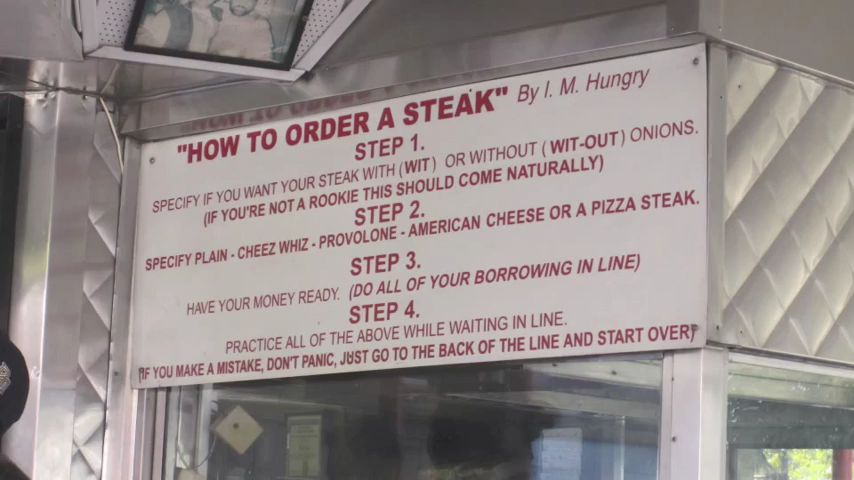 "HOW TO ORDER A STEAK" By I. M. Hungry
STEP 1.
SPECIFY IF YOU WANT YOUR STEAK WITH (WIT) OR WITHOUT (WIT-OUT) ONIONS.
(IF YOU'RE NOT A ROOKIE THIS SHOULD COME NATURALLY)
STEP 2.
SPECIFY PLAIN - CHEEZ WHIZ - PROVOLONE - AMERICAN CHEESE OR A PIZZA STEAK.
STEP 3.
HAVE YOUR MONEY READY. (DO ALL OF YOUR BORROWING IN LINE)
STEP 4.
PRACTICE ALL OF THE ABOVE WHILE WAITING IN LINE.
(IF YOU MAKE A MISTAKE, DON'T PANIC, JUST GO TO THE BACK OF THE LINE AND START OVER)